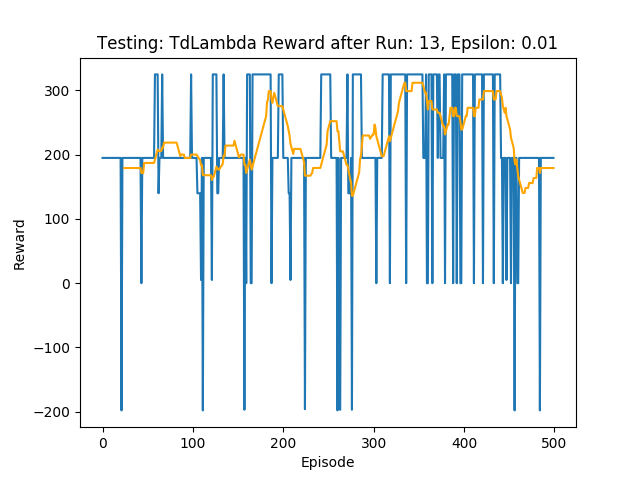 Testing: TdLambda Reward after Run: 13, Epsilon: 0.01
300
200
100
0
−100
−200
Reward
0 100 200 300 400 500
Episode